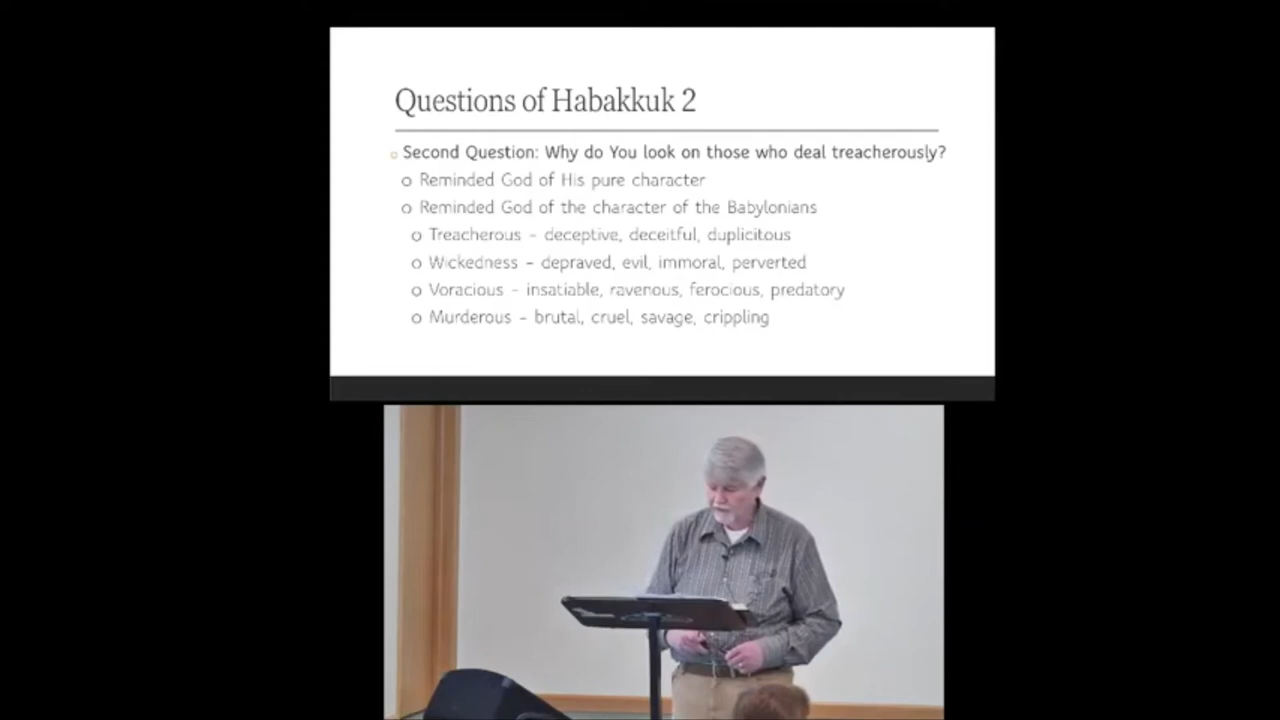 Questions of Habakkuk 2
Second Question: Why do You look on those who deal treacherously?
Reminded God of His pure character
Reminded God of the character of the Babylonians
Treacherous - deceptive, deceitful, duplicitous
Wickedness - depraved, evil, immoral, perverted
Voracious - insatiable, ravenous, ferocious, predatory
Murderous - brutal, cruel, savage, crippling